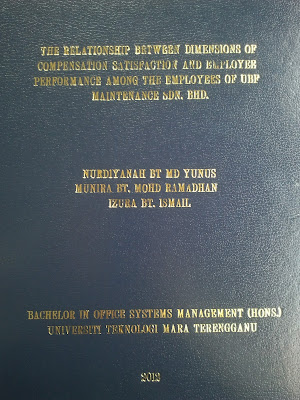 THE RELATIONSHIP BETWEEN DIMENSIONS OF
COMPENSATION SATISFACTION AND EMPLOYEE
PERFORMANCE AMONG THE EMPLOYEES OF UBF
MAINTENANCE SDN. BHD.
NURDIYANAH BT MD YUNUS
MUNIRA BT. MOHD RAMADHAN
IZURA BT. ISMAIL
BACHELOR IN OFFICE SYSTEMS MANAGEMENT (HONS.)
UNIVERSITI TEKNOLOGI MARA TERENGGANU
2012